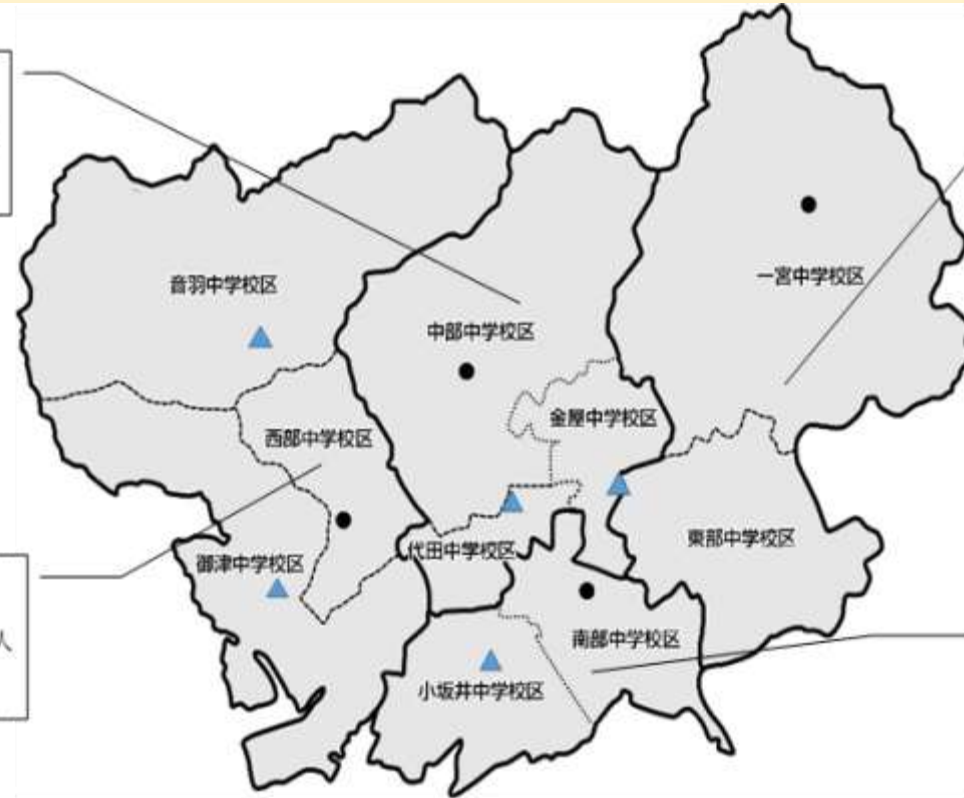 音羽中学校区
一宮中学校区
中部中学校区
金屋中学校区
西部中学校区
東部中学校区
代田中学校区
御津中学校区
南部中学校区
人
小坂井中学校区